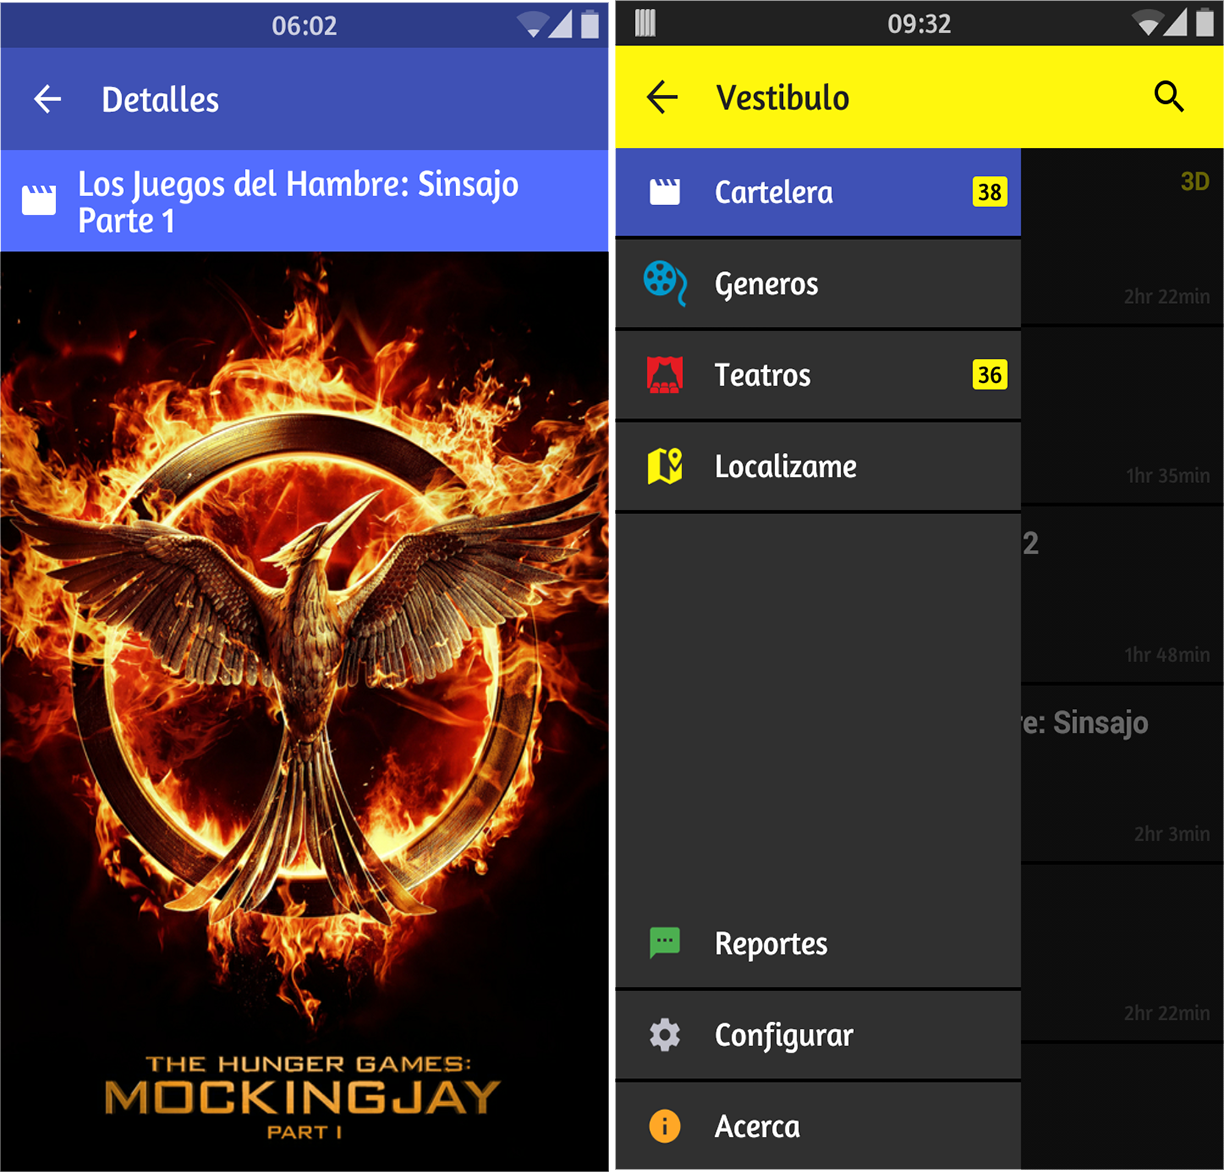 06:02
Detalles
Los Juegos del Hambre: Sinsajo
Parte 1
THE HUNGER GAMES:
MOCKINGJAY
PART 1
09:32
Vestibulo
Cartelera 38
Generos
Teatros 36
Localizame
Reportes
Configurar
Acerca
3D
2hr 22min
1hr 35min
2
1hr 48min
re: Sinsajo
2hr 3min
2hr 22min